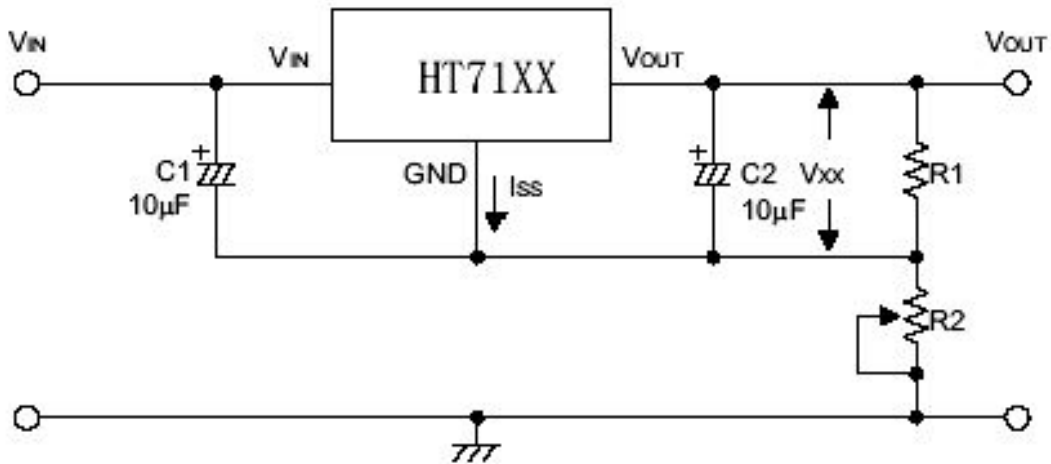 VIN
VIN
HT71XX
VOUT
VOUT
+
C1
10μF
GND
ISS
+
C2
10μF
VXX
R1
R2